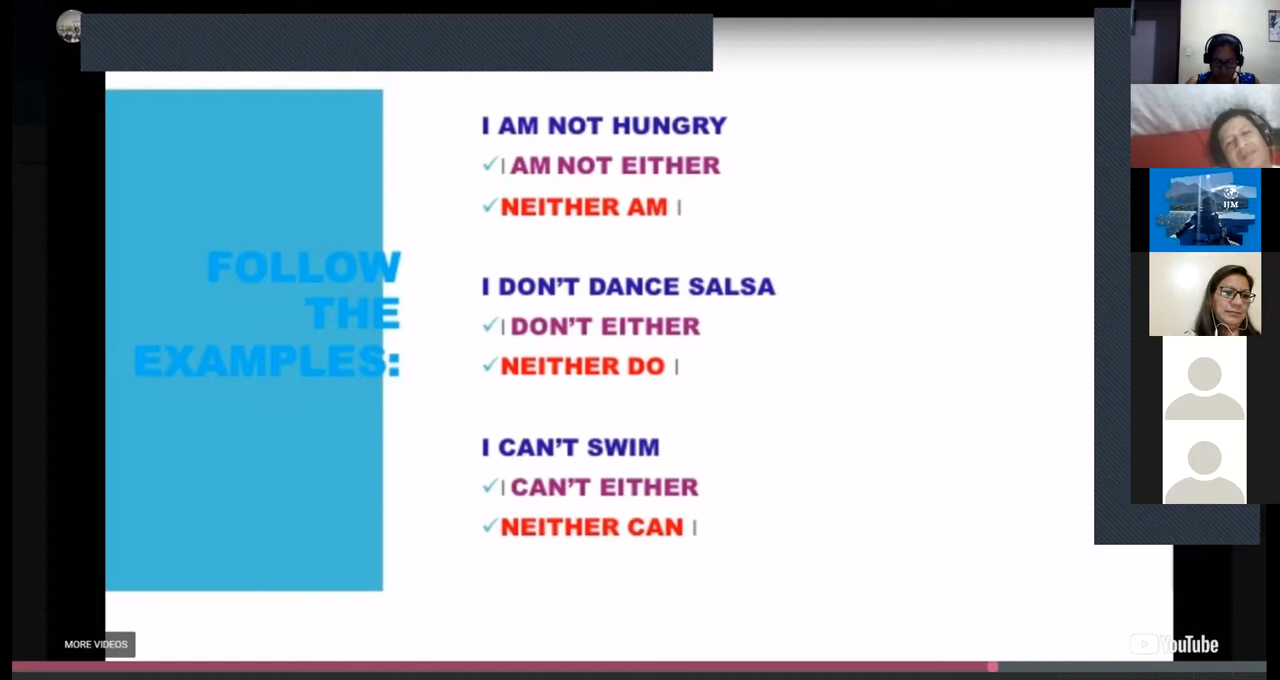 I AM NOT HUNGRY
✓I AM NOT EITHER
✓NEITHER AM I
FOLLOW
THE
EXAMPLES:
I DON'T DANCE SALSA
✓I DON'T EITHER
✓NEITHER DO I
I CAN'T SWIM
✓I CAN'T EITHER
✓NEITHER CAN I
IJM
MORE VIDEOS
YouTube